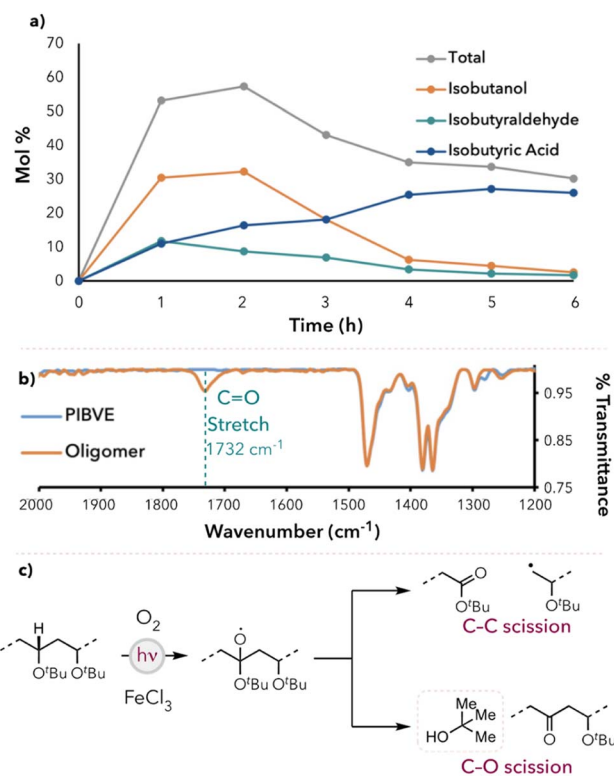 a)
70
60
50
40
30
20
10
0
Mol %
Total
Isobutanol
Isobutyraldehyde
Isobutyric Acid
0 1 2 3 4 5 6
Time (h)
b)
PIBVE
Oligomer
C=O
Stretch
1732 cm⁻¹
0.95
0.85
0.75
% Transmittance
2000 1900 1800 1700 1600 1500 1400 1300 1200
Wavenumber (cm⁻¹)
c)
H
OᵗBu OᵗBu
O₂
hν
FeCl₃
O
OᵗBu OᵗBu
O
OᵗBu
OᵗBu
C–C scission
Me
Me
HO
Me
O
OᵗBu
C–O scission